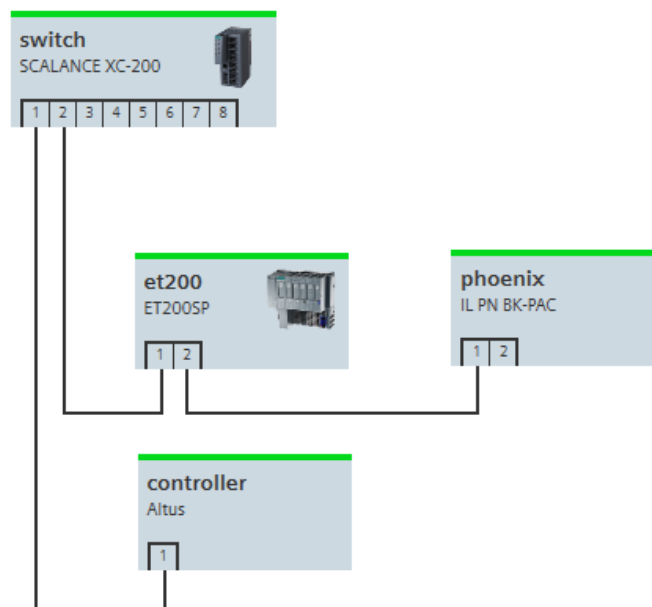 switch
SCALANCE XC-200
1 2 3 4 5 6 7 8
et200
ET200SP
1 2
phoenix
IL PN BK-PAC
1 2
controller
Altus
1